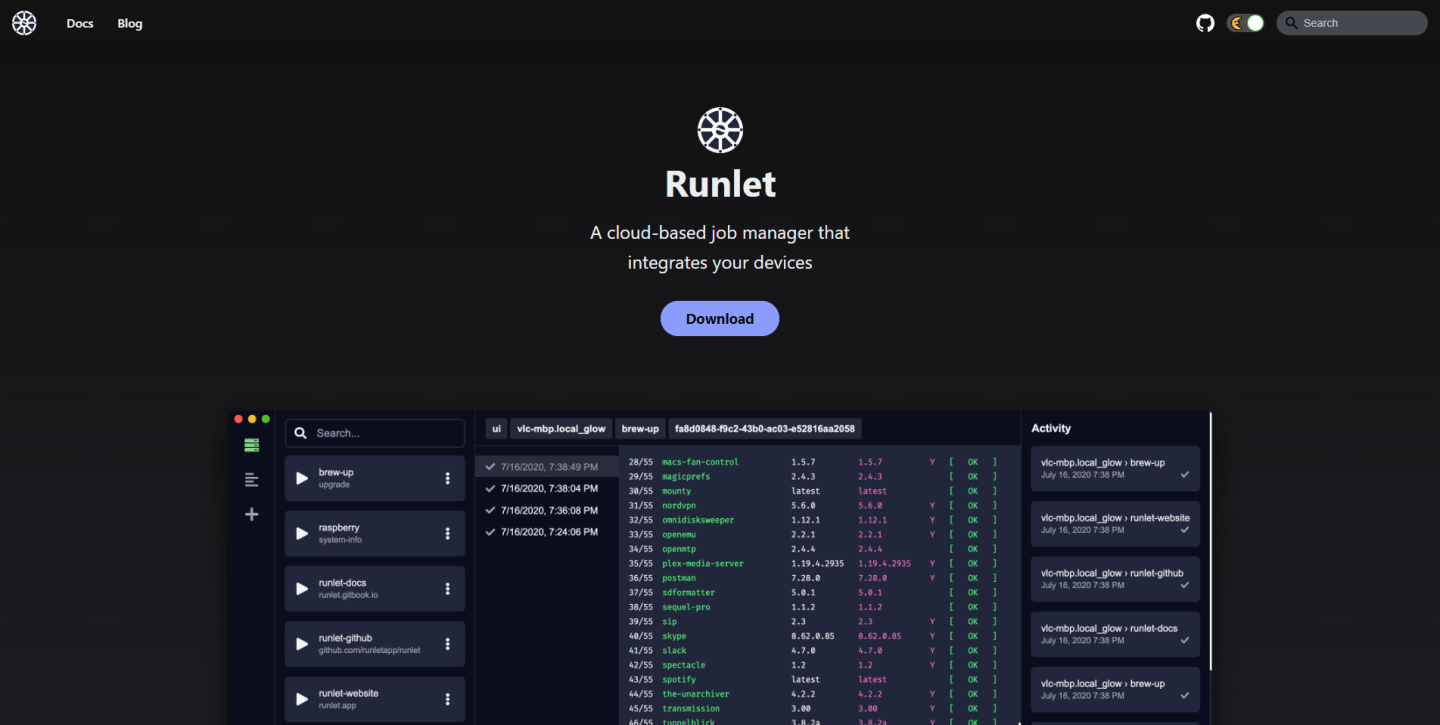 Docs Blog Search
Runlet
A cloud-based job manager that
integrates your devices
Download
Search...
brew-up
upgrade
raspberry
system-info
runlet-docs
runlet.gitbook.io
runlet-github
github.com/runletapp/runlet
runlet-website
runlet.app
ui vlc-mbp.local_glow brew-up fa8d0848-f9c2-43b0-ac03-e52816aa2058
7/16/2020, 7:38:49 PM
7/16/2020, 7:38:04 PM
7/16/2020, 7:36:08 PM
7/16/2020, 7:24:06 PM
28/55 macs-fan-control 1.5.7 1.5.7 Y [ OK ]
29/55 magicprefs 2.4.3 2.4.3 [ OK ]
30/55 mounty latest latest [ OK ]
31/55 nordvpn 5.6.0 5.6.0 Y [ OK ]
32/55 omnidisksweeper 1.12.1 1.12.1 Y [ OK ]
33/55 openemu 2.2.1 2.2.1 Y [ OK ]
34/55 openmtp 2.4.4 2.4.4 [ OK ]
35/55 plex-media-server 1.19.4.2935 1.19.4.2935 Y [ OK ]
36/55 postman 7.28.0 7.28.0 Y [ OK ]
37/55 sdformatter 5.0.1 5.0.1 [ OK ]
38/55 sequel-pro 1.1.2 1.1.2 [ OK ]
39/55 sip 2.3 2.3 Y [ OK ]
40/55 skype 8.62.0.85 8.62.0.85 Y [ OK ]
41/55 slack 4.7.0 4.7.0 Y [ OK ]
42/55 spectacle 1.2 1.2 Y [ OK ]
43/55 spotify latest latest [ OK ]
44/55 the-unarchiver 4.2.2 4.2.2 Y [ OK ]
45/55 transmission 3.00 3.00 Y [ OK ]
46/55 tunnelblick 3.8.2a 3.8.2a Y [ OK ]
Activity
vlc-mbp.local_glow › brew-up
July 16, 2020 7:38 PM
vlc-mbp.local_glow › runlet-website
July 16, 2020 7:38 PM
vlc-mbp.local_glow › runlet-github
July 16, 2020 7:38 PM
vlc-mbp.local_glow › runlet-docs
July 16, 2020 7:38 PM
vlc-mbp.local_glow › brew-up
July 16, 2020 7:38 PM